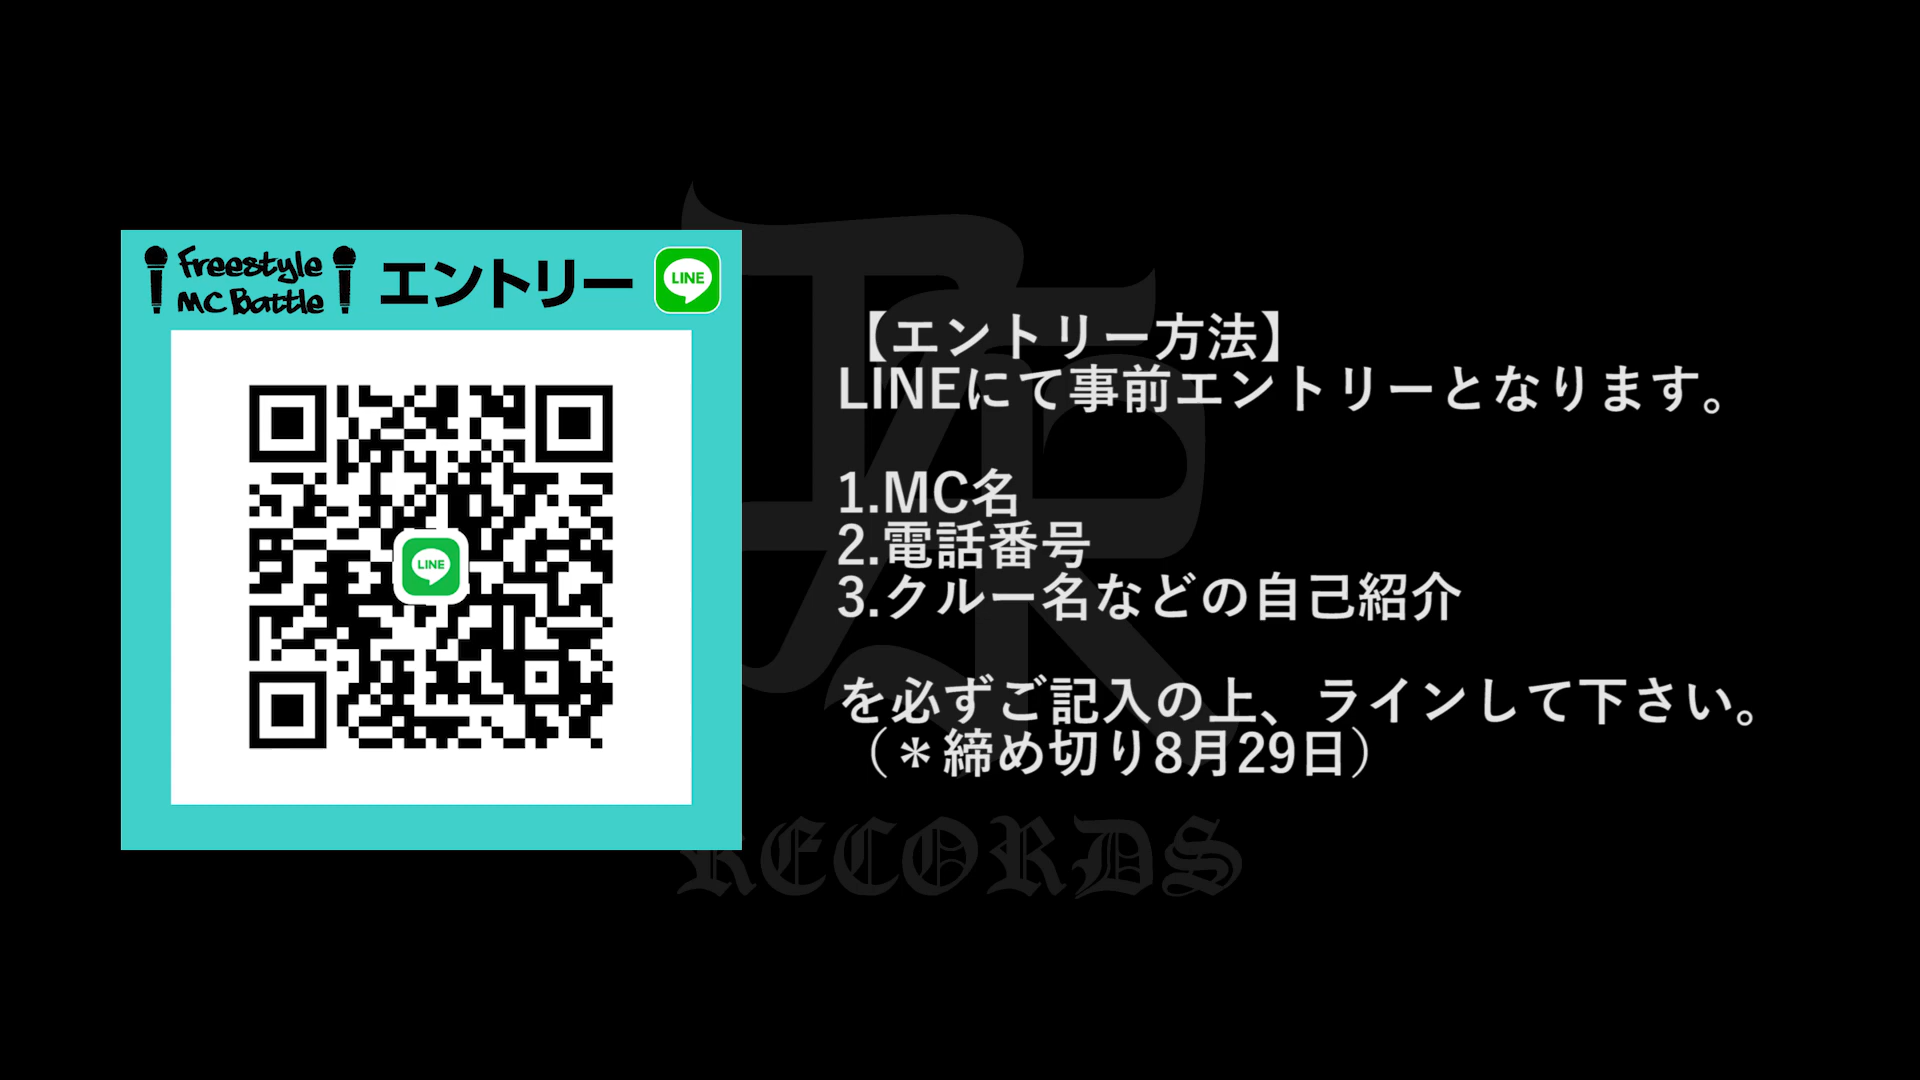 Freestyle
MC Battle
エントリー
LINE
LINE
【エントリー方法】
LINEにて事前エントリーとなります。
1.MC名
2.電話番号
3.クルー名などの自己紹介
を必ずご記入の上、ラインして下さい。
（＊締め切り8月29日）
RECORDS